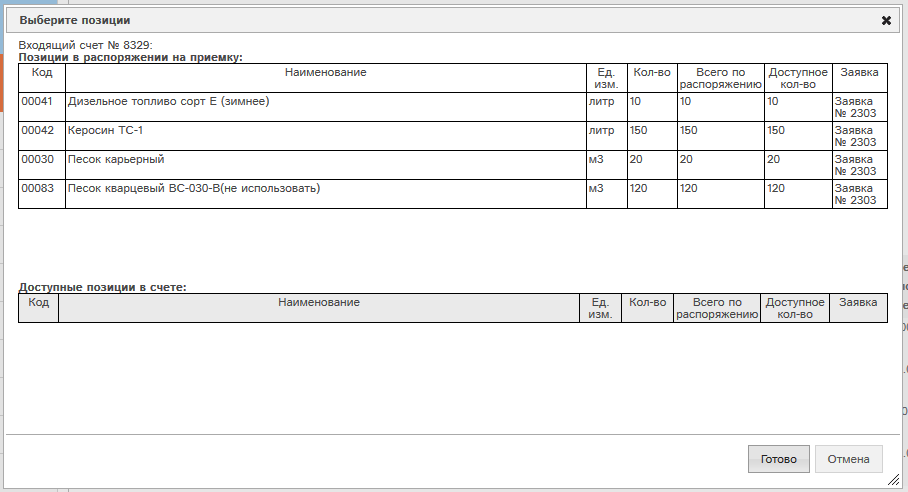 Выберите позиции
Входящий счет № 8329:
Позиции в распоряжении на приемку:
Код Наименование Ед. изм. Кол-во Всего по распоряжению Доступное кол-во Заявка
00041 Дизельное топливо сорт Е (зимнее) литр 10 10 10 Заявка № 2303
00042 Керосин ТС-1 литр 150 150 150 Заявка № 2303
00030 Песок карьерный м3 20 20 20 Заявка № 2303
00083 Песок кварцевый ВС-030-В(не использовать) м3 120 120 120 Заявка № 2303
Доступные позиции в счете:
Код Наименование Ед. изм. Кол-во Всего по распоряжению Доступное кол-во Заявка
Готово Отмена